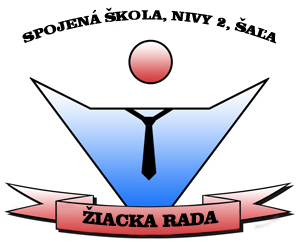 SPOJENÁ ŠKOLA, NIVY 2, ŠAĽA
ŽIACKA RADA